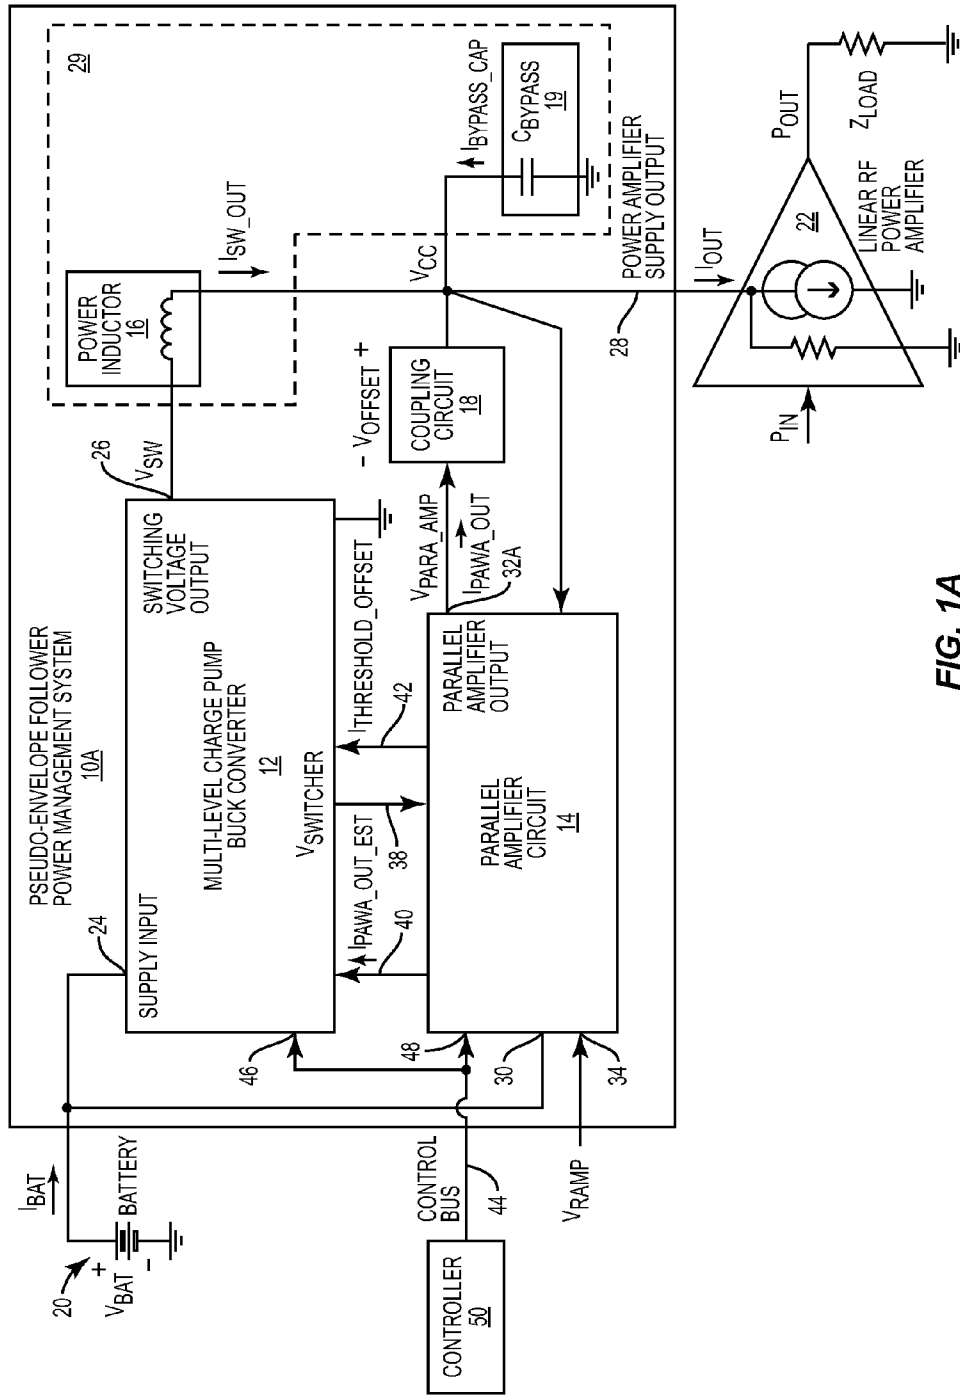 PSEUDO-ENVELOPE FOLLOWER
POWER MANAGEMENT SYSTEM
10A
29
20
VBAT
+
-
BATTERY
IBAT
24
SUPPLY INPUT
MULTI-LEVEL CHARGE PUMP
BUCK CONVERTER
12
SWITCHING
VOLTAGE
OUTPUT
VSWITCHER
26
VSW
POWER
INDUCTOR
16
ISW_OUT
46
IPAWA_OUT_EST
40
38
42
ITHRESHOLD_OFFSET
CONTROLLER
50
CONTROL
BUS
44
48
30
34
VRAMP
PARALLEL
AMPLIFIER
CIRCUIT
14
PARALLEL
AMPLIFIER
OUTPUT
32A
VPARA_AMP
IPAWA_OUT
- VOFFSET +
COUPLING
CIRCUIT
18
VCC
IBYPASS_CAP
CBYPASS
19
28
POWER AMPLIFIER
SUPPLY OUTPUT
IOUT
PIN
22
LINEAR RF
POWER
AMPLIFIER
POUT
ZLOAD
FIG. 1A